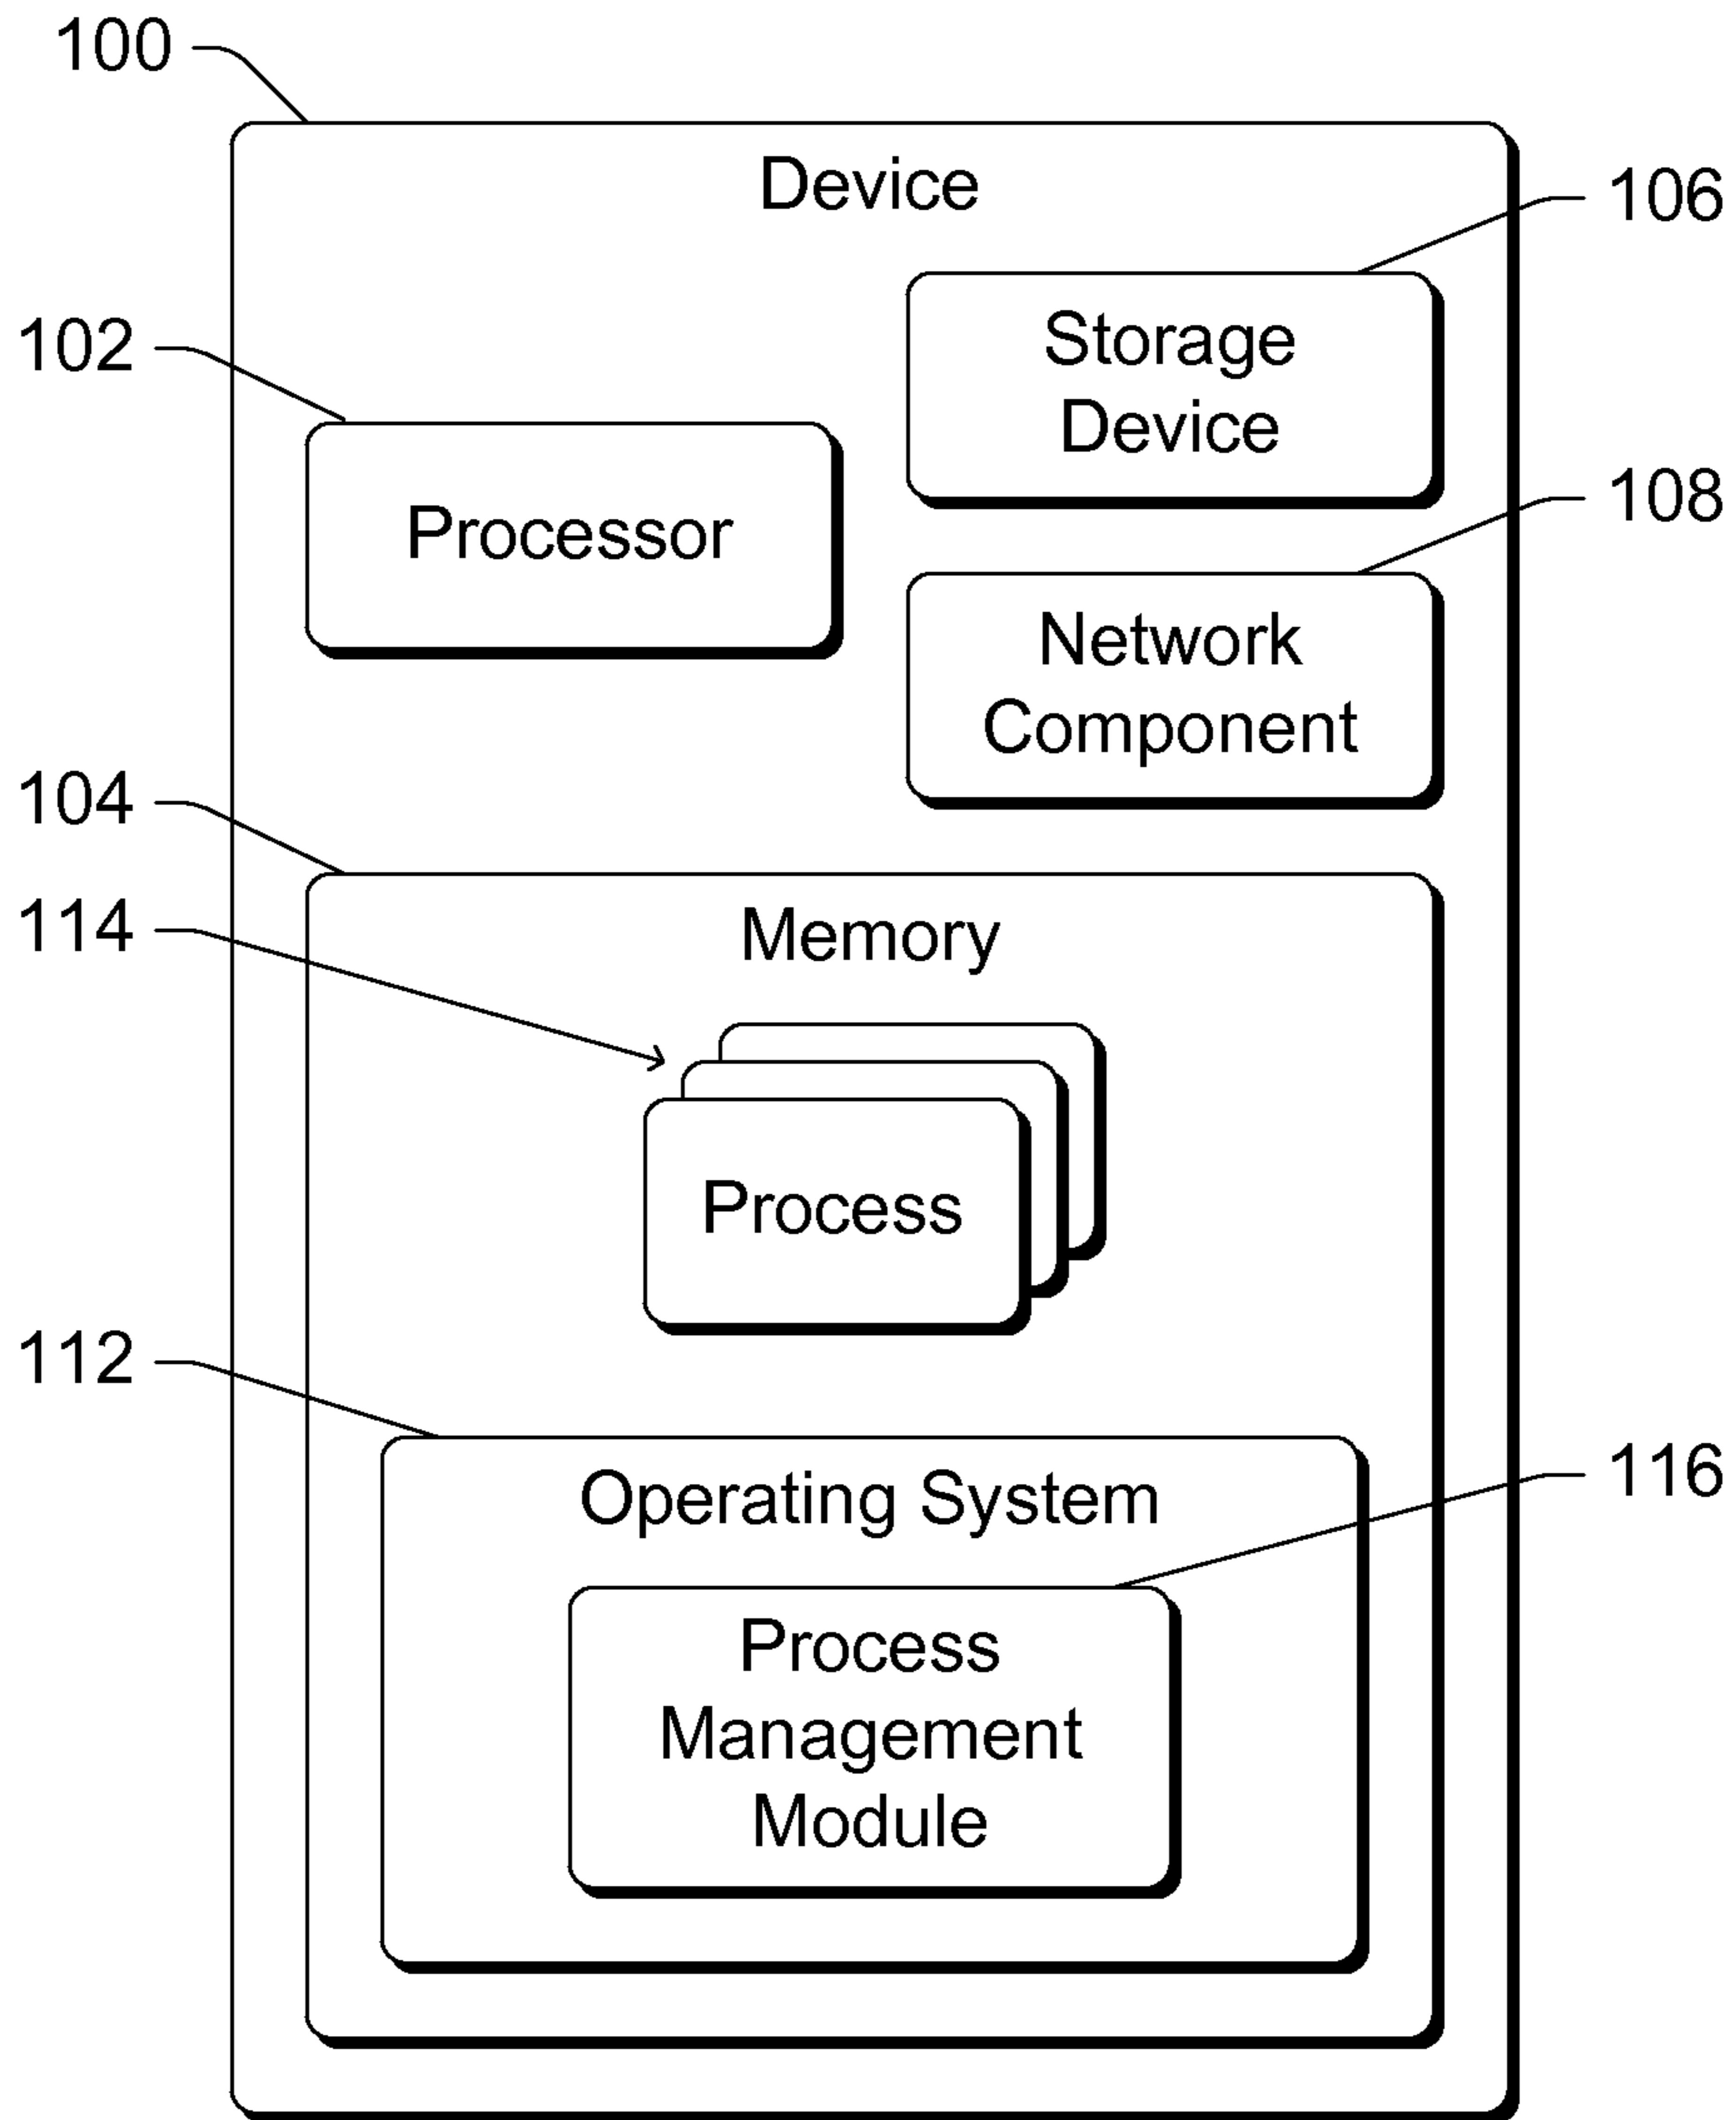 100
Device
106
Storage
Device
102
Processor
108
Network
Component
104
Memory
114
Process
112
Operating System
116
Process
Management
Module